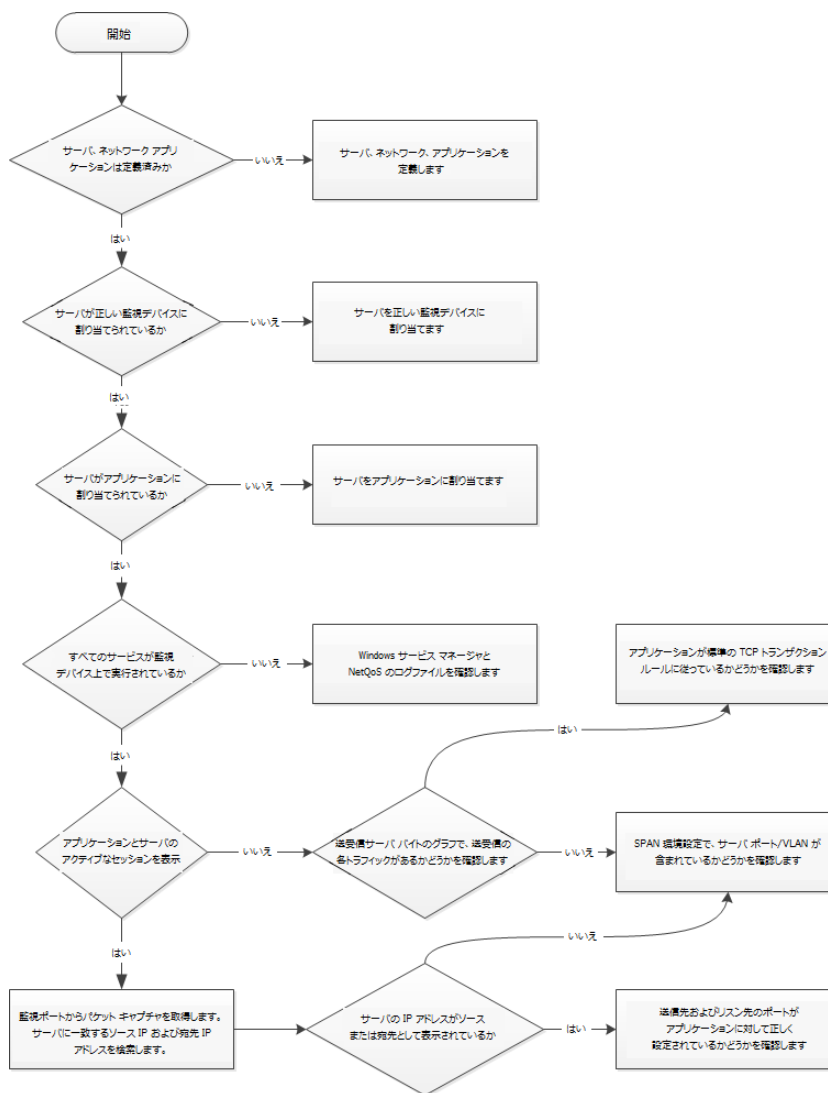 開始
サーバ、ネットワーク アプリ
ケーションは定義済みか
いいえ
サーバ、ネットワーク、アプリケーションを
定義します
はい
サーバが正しい監視デバイスに
割り当てられているか
いいえ
サーバを正しい監視デバイスに
割り当てます
はい
サーバがアプリケーションに
割り当てられているか
いいえ
サーバをアプリケーションに割り当てます
はい
すべてのサービスが監視
デバイス上で実行されているか
いいえ
Windows サービス マネージャと
NetQoS のログファイルを確認します
アプリケーションが標準の TCP トランザクション
ルールに従っているかどうかを確認します
はい
はい
アプリケーションとサーバの
アクティブなセッションを表示
いいえ
送受信サーバ バイトのグラフで、送受信の
各トラフィックがあるかどうかを確認します
いいえ
SPAN 環境設定で、サーバ ポート/VLAN が
含まれているかどうかを確認します
いいえ
はい
監視ポートからパケット キャプチャを取得します。
サーバに一致するソース IP および宛先 IP
アドレスを検索します。
サーバの IP アドレスがソース
または宛先として表示されているか
はい
送信先およびリスン先のポートが
アプリケーションに対して正しく
設定されているかどうかを確認します